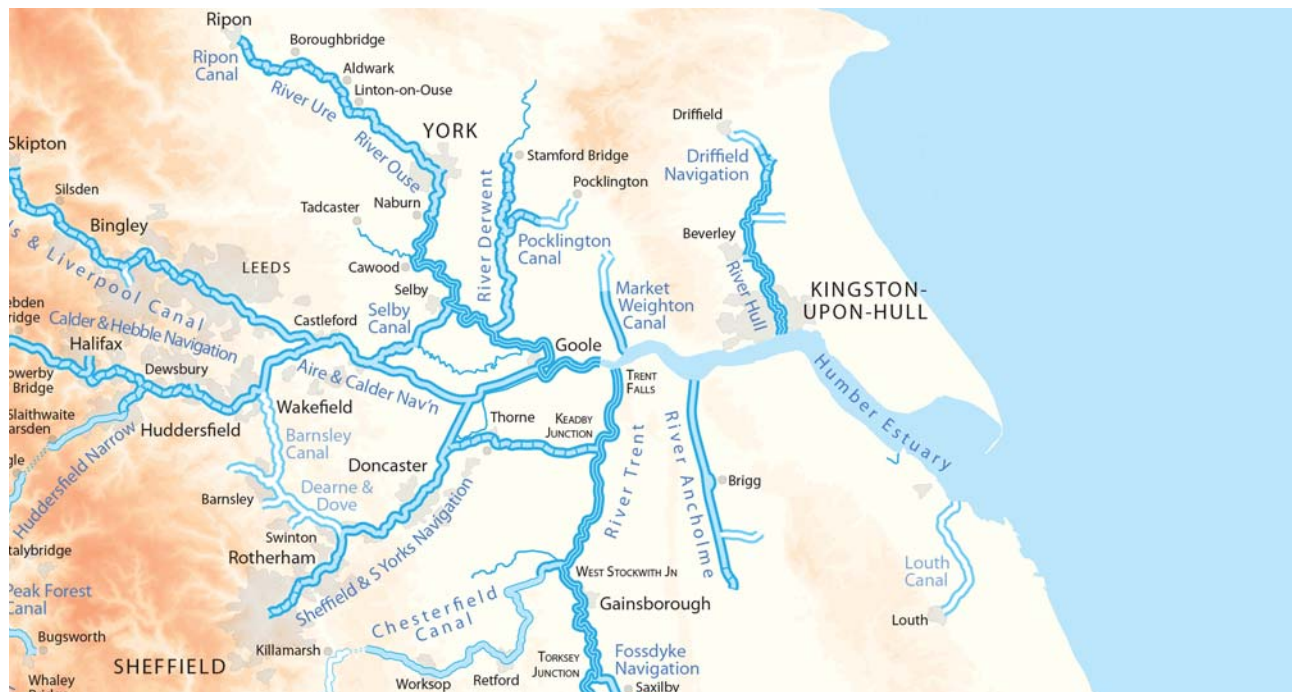 Ripon
Boroughbridge
Ripon
Canal
Aldwark
Linton-on-Ouse
River Ure
YORK
River Ouse
Skipton
Silsden
Bingley
Tadcaster
Naburn
Stamford Bridge
Pocklington
River Derwent
Pocklington
Canal
Driffield
Driffield
Navigation
Beverley
River Hull
KINGSTON-
UPON-HULL
LEEDS
Cawood
Selby
Selby
Canal
Market
Weighton
Canal
ds & Liverpool Canal
Calder & Hebble Navigation
Castleford
Halifax
Dewsbury
Bridge
Slaithwaite
Goole
Aire & Calder Nav'n
TRENT
FALLS
Wakefield
Huddersfield
Huddersfield Narrow
Thorne
KEADBY
JUNCTION
Humber Estuary
Barnsley
Canal
Doncaster
Dearne &
Dove
Barnsley
River Trent
River Ancholme
Brigg
Swinton
Rotherham
Sheffield & S Yorks Navigation
WEST STOCKWITH JN
Gainsborough
Louth
Canal
Louth
talybridge
Peak Forest
Canal
Bugsworth
Whaley
SHEFFIELD
Killamarsh
Chesterfield
Canal
Worksop
Retford
TORKSEY
JUNCTION
Fossdyke
Navigation
Saxilby